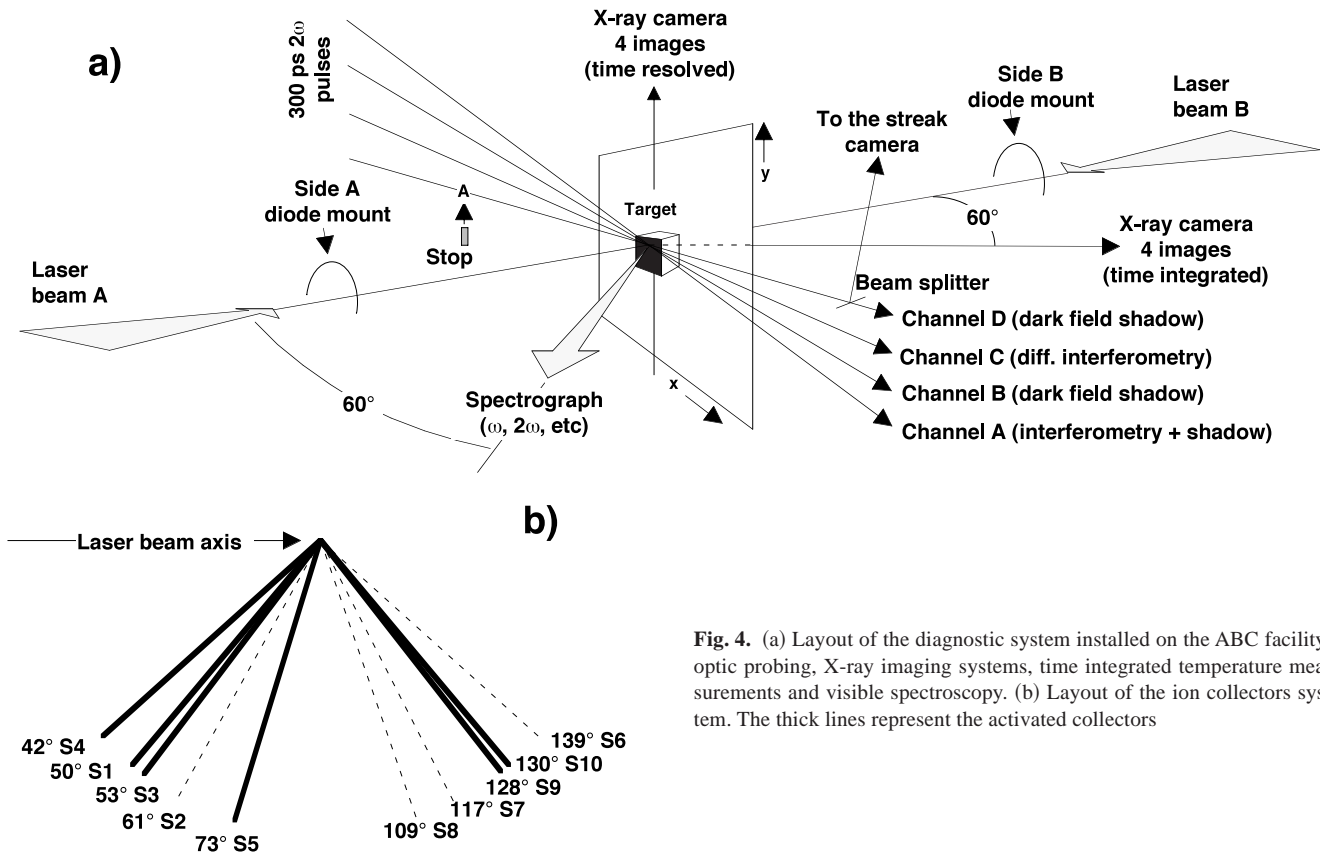 a)
300 ps 2ω
pulses
X-ray camera
4 images
(time resolved)
Side B
diode mount
Laser
beam B
To the streak
camera
y
Side A
diode mount
A
Stop
Target
60°
X-ray camera
4 images
(time integrated)
Laser
beam A
Beam splitter
Channel D (dark field shadow)
Channel C (diff. interferometry)
Channel B (dark field shadow)
Channel A (interferometry + shadow)
x
60°
Spectrograph
(ω, 2ω, etc)
b)
Laser beam axis
42° S4
50° S1
53° S3
61° S2
73° S5
109° S8
117° S7
128° S9
130° S10
139° S6
Fig. 4. (a) Layout of the diagnostic system installed on the ABC facility
optic probing, X-ray imaging systems, time integrated temperature mea
surements and visible spectroscopy. (b) Layout of the ion collectors sys
tem. The thick lines represent the activated collectors